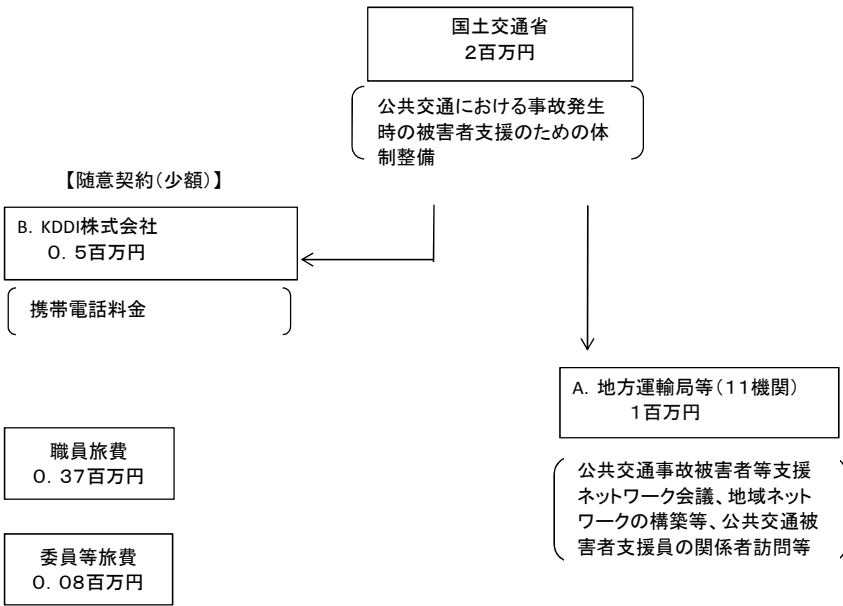 国土交通省
2百万円
公共交通における事故発生
時の被害者支援のための体
制整備
【随意契約(少額)】
B. KDDI株式会社
0. 5百万円
携帯電話料金
A. 地方運輸局等(11機関)
1百万円
公共交通事故被害者等支援
ネットワーク会議、地域ネット
ワークの構築等、公共交通被
害者支援員の関係者訪問等
職員旅費
0. 37百万円
委員等旅費
0. 08百万円